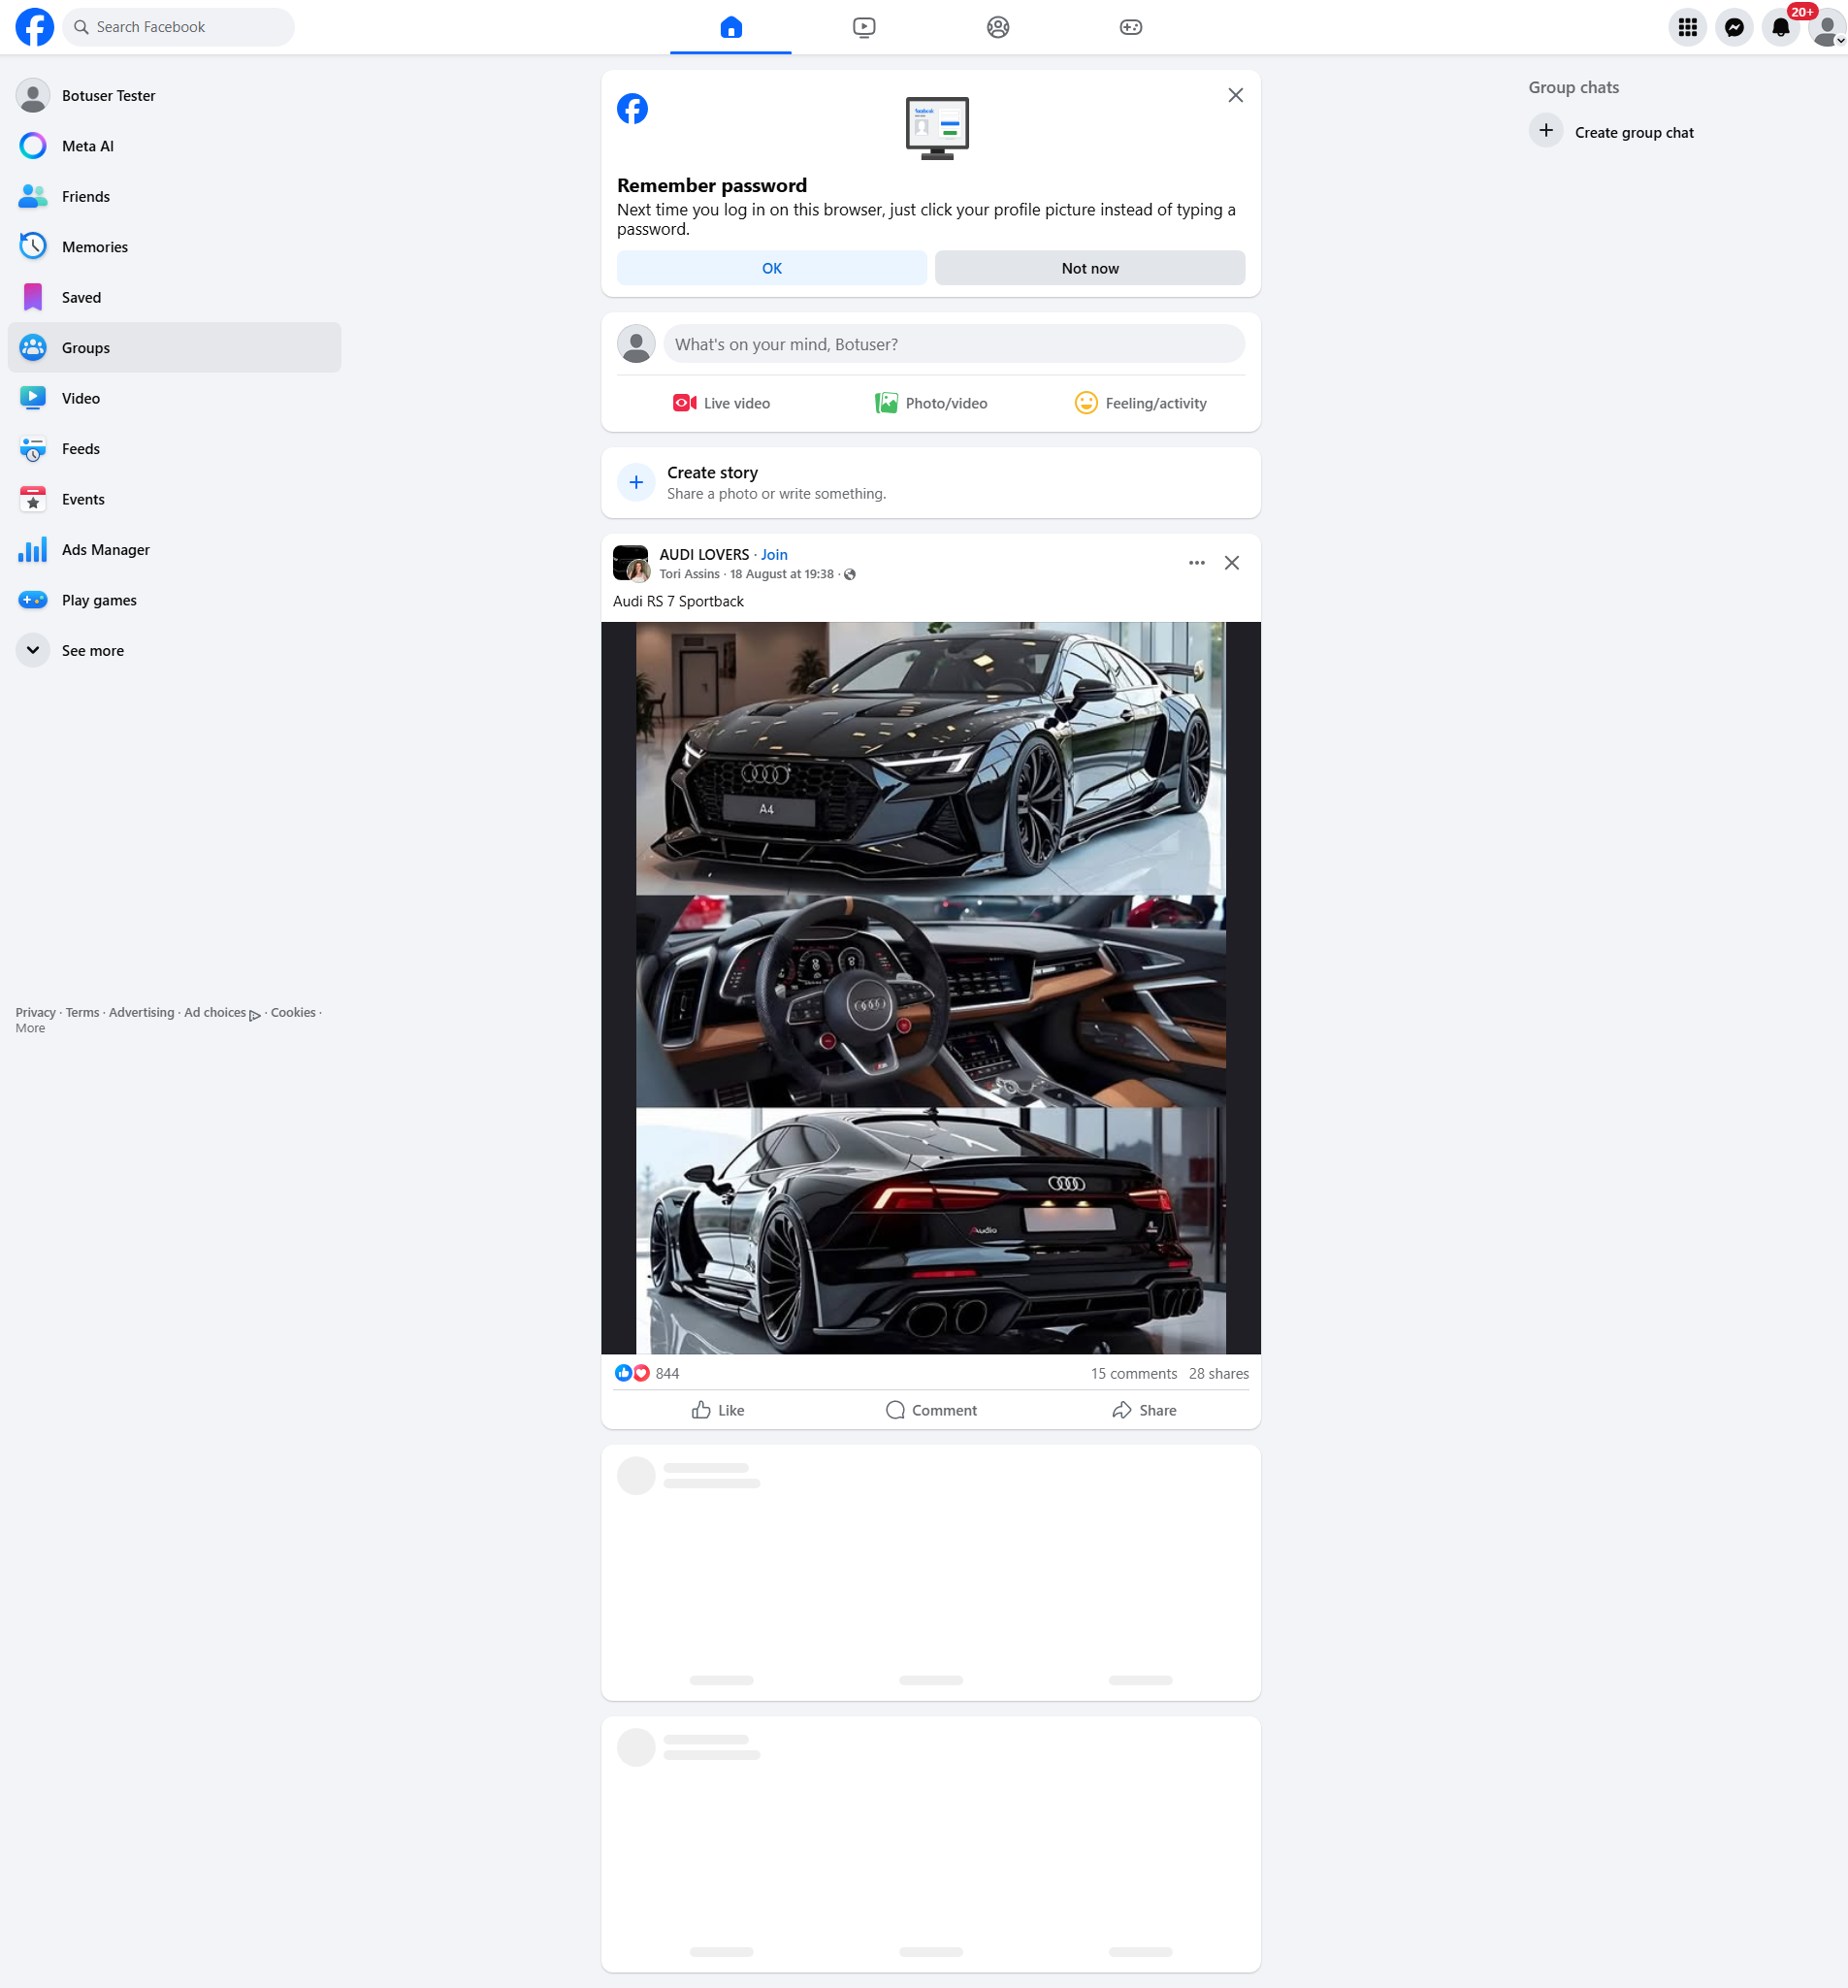 Search Facebook
20+
Botuser Tester
Meta AI
Friends
Memories
Saved
Groups
Video
Feeds
Events
Ads Manager
Play games
See more
Privacy · Terms · Advertising · Ad choices · Cookies ·
More
Remember password
Next time you log in on this browser, just click your profile picture instead of typing a
password.
OK
Not now
What's on your mind, Botuser?
Live video
Photo/video
Feeling/activity
Create story
Share a photo or write something.
AUDI LOVERS · Join
Tori Assins · 18 August at 19:38 ·
Audi RS 7 Sportback
A4
Audio
844
15 comments 28 shares
Like
Comment
Share
Group chats
Create group chat